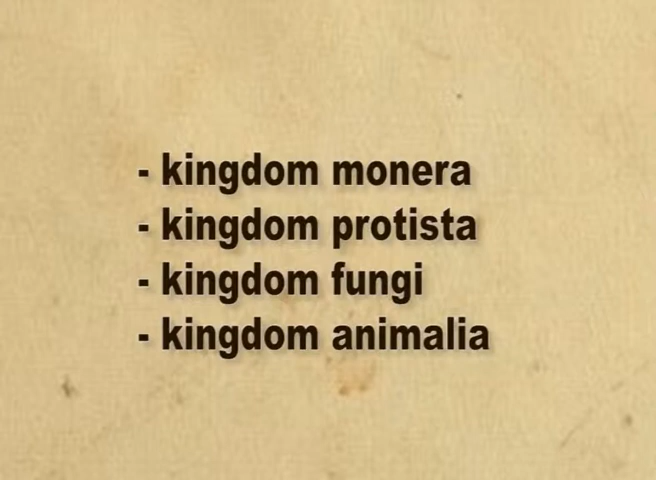 - kingdom monera
- kingdom protista
- kingdom fungi
- kingdom animalia